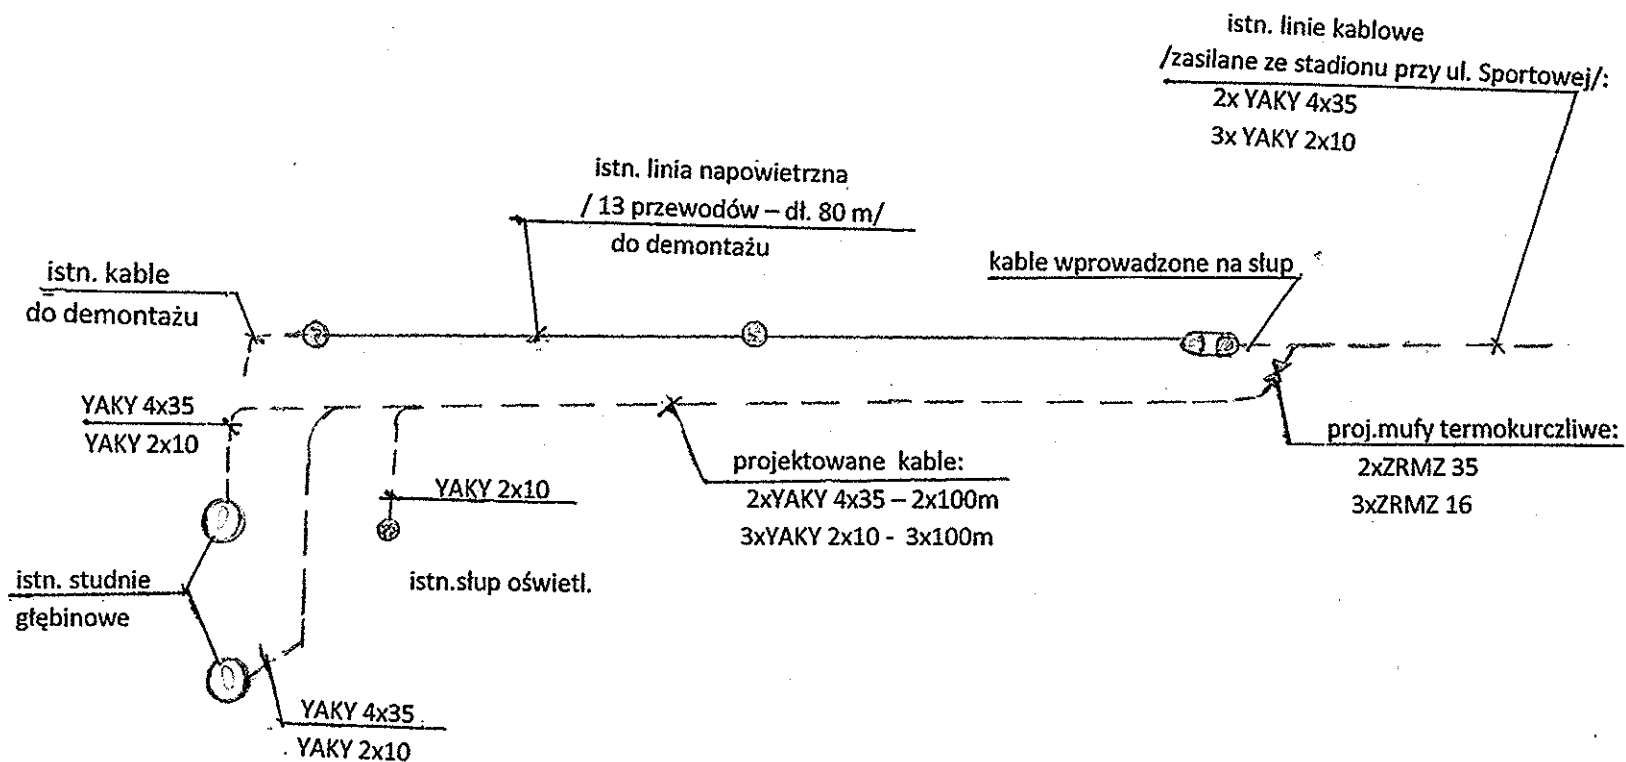 istn. linie kablowe
/zasilane ze stadionu przy ul. Sportowej/:
2x YAKY 4x35
3x YAKY 2x10
istn. linia napowietrzna
/ 13 przewodów – dł. 80 m/
do demontażu
kable wprowadzone na słup
istn. kable
do demontażu
YAKY 4x35
YAKY 2x10
proj.mufy termokurczliwe:
2xZRMZ 35
3xZRMZ 16
projektowane kable:
2xYAKY 4x35 – 2x100m
3xYAKY 2x10 - 3x100m
YAKY 2x10
istn.słup oświetl.
istn. studnie
głębinowe
YAKY 4x35
YAKY 2x10